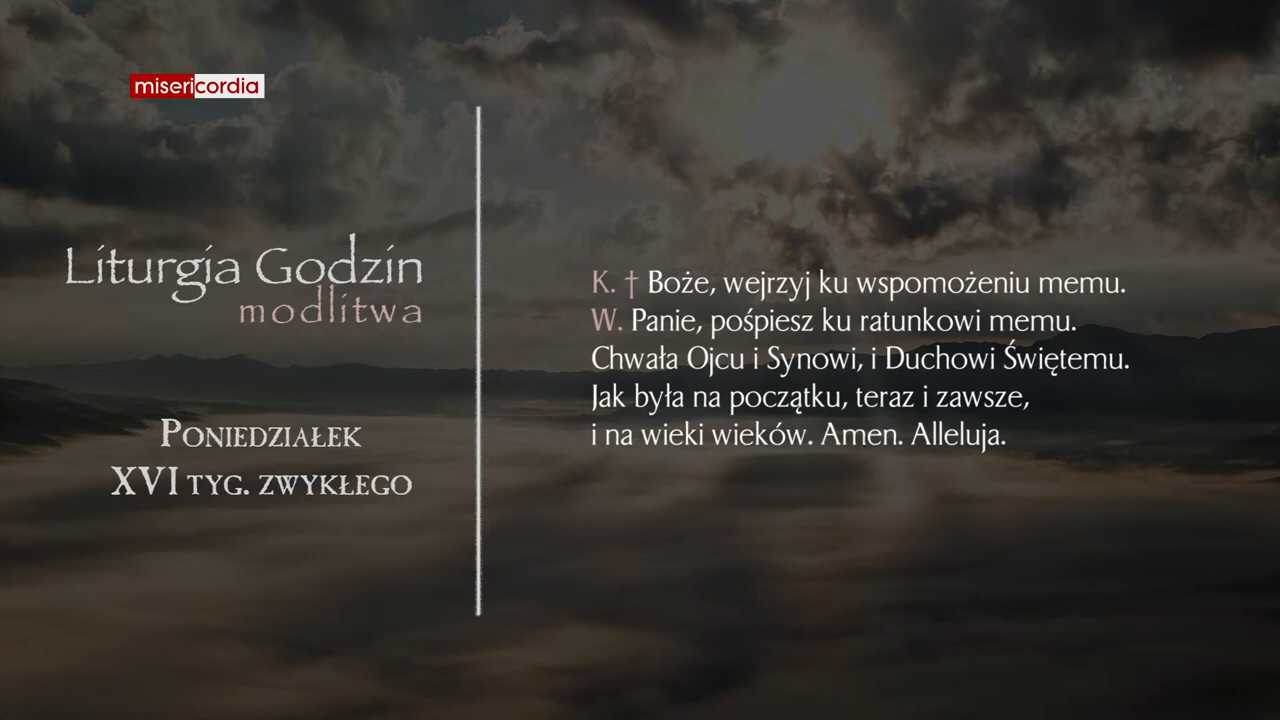 misericordia
Liturgia Godzin
modlitwa
Poniedziałek
XVI tyg. zwykłego
K. † Boże, wejrzyj ku wspomożeniu memu.
W. Panie, pośpiesz ku ratunkowi memu.
Chwała Ojcu i Synowi, i Duchowi Świętemu.
Jak była na początku, teraz i zawsze,
i na wieki wieków. Amen. Alleluja.